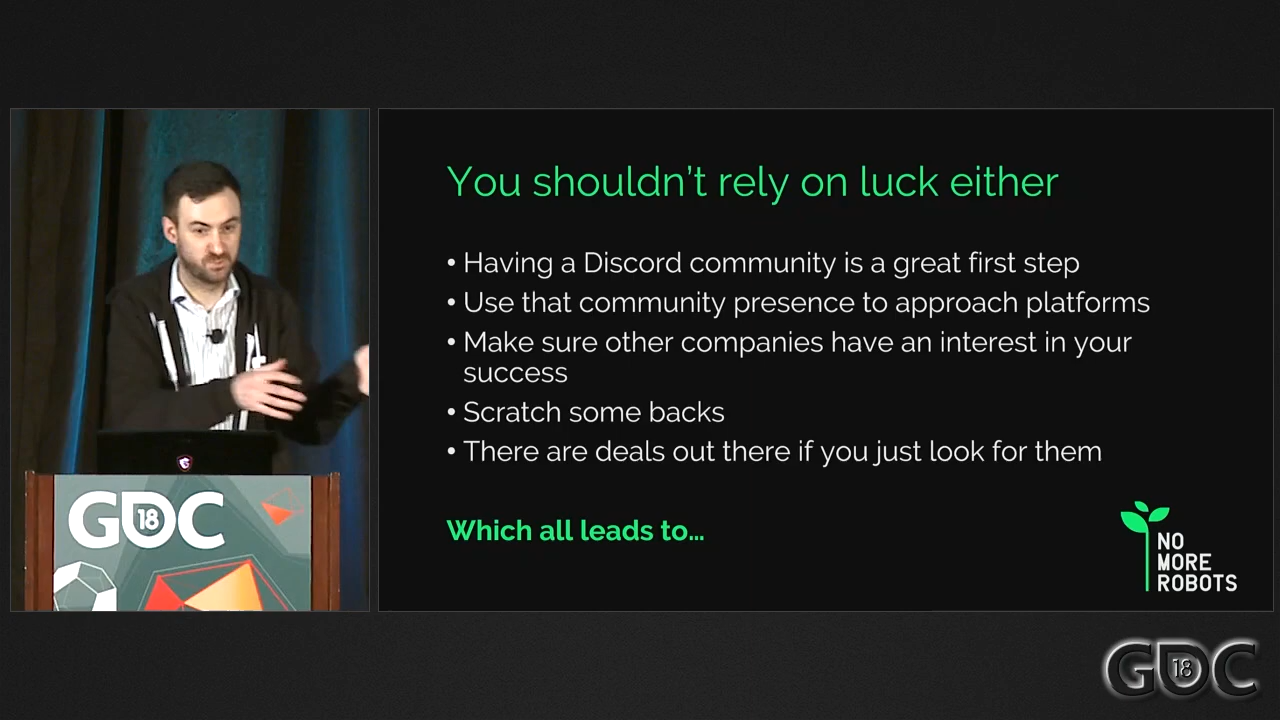 You shouldn't rely on luck either
• Having a Discord community is a great first step
• Use that community presence to approach platforms
• Make sure other companies have an interest in your
success
• Scratch some backs
• There are deals out there if you just look for them
Which all leads to…
NO
MORE
ROBOTS
GDC
18
GDC
18